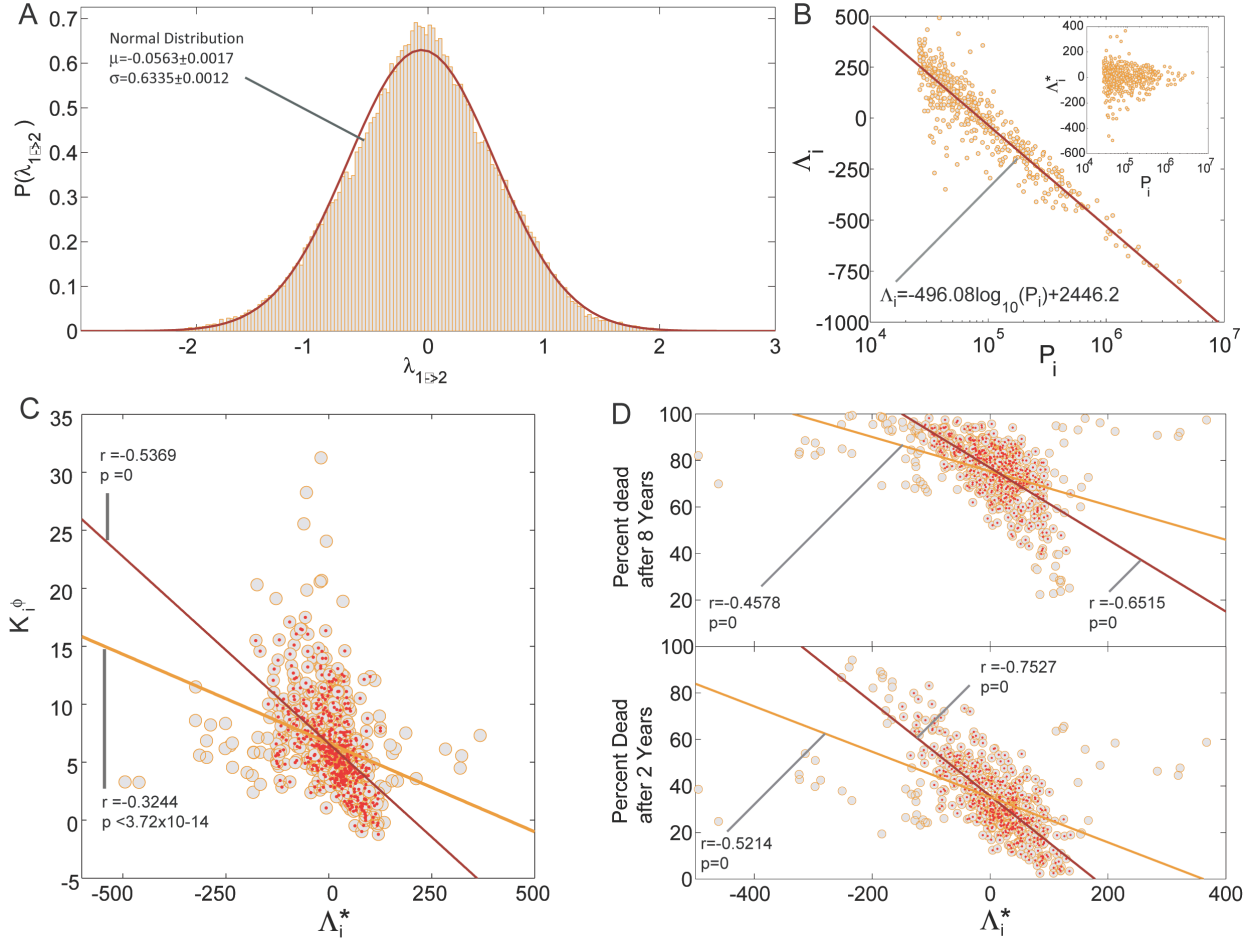 A
0.7
0.6
0.5
0.4
0.3
0.2
0.1
0
P(λ1▯->2)
Normal Distribution
μ=-0.0563±0.0017
σ=0.6335±0.0012
-2
-1
0
1
2
3
λ1▯->2
B
500
250
0
-250
-500
-750
-1000
Λi
10^4
10^5
10^6
10^7
Pi
Λi=-496.08log10(Pi)+2446.2
400
200
0
-200
-400
-600
Λi*
10^4
10^5
10^6
10^7
Pi
C
35
30
25
20
15
10
5
0
-5
Kiϕ
r =-0.5369
p =0
r =-0.3244
p <3.72x10-14
-500
-250
0
250
500
Λi*
D
100
80
60
40
20
Percent dead
after 8 Years
r=-0.4578
p=0
r=-0.6515
p=0
100
80
60
40
20
0
Percent Dead
after 2 Years
r=-0.7527
p=0
r=-0.5214
p=0
-400
-200
0
200
400
Λi*